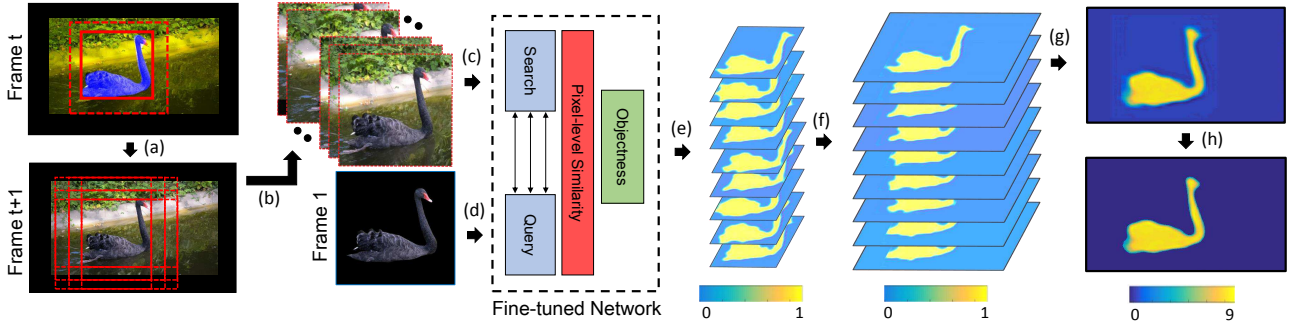 Frame t
(a)
Frame t+1
(b)
(c)
Frame 1
(d)
Search
Query
Pixel-level Similarity
Objectness
Fine-tuned Network
(e)
0 1
(f)
0 1
(g)
(h)
0 9